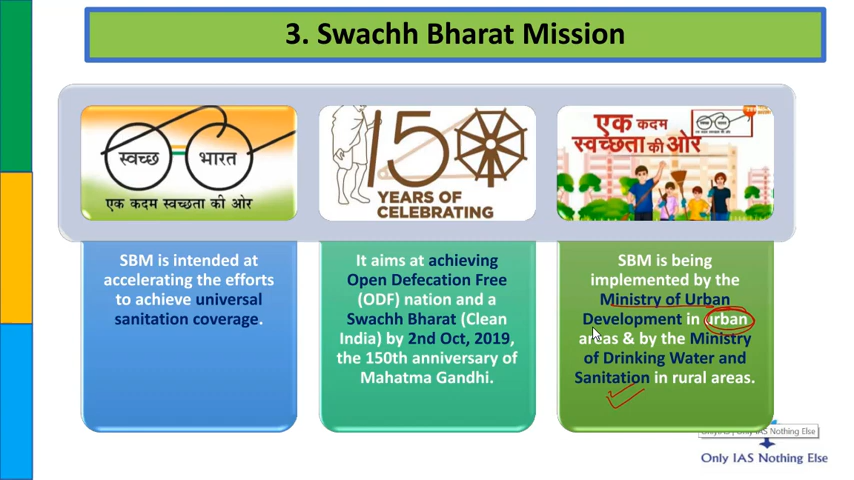 3. Swachh Bharat Mission
स्वच्छ भारत
एक कदम स्वच्छता की ओर
150
YEARS OF
CELEBRATING
एक कदम
स्वच्छता की ओर
SBM is intended at
accelerating the efforts
to achieve universal
sanitation coverage.
It aims at achieving
Open Defecation Free
(ODF) nation and a
Swachh Bharat (Clean
India) by 2nd Oct, 2019,
the 150th anniversary of
Mahatma Gandhi.
SBM is being
implemented by the
Ministry of Urban
Development in urban
areas & by the Ministry
of Drinking Water and
Sanitation in rural areas.
Only IAS Nothing Else